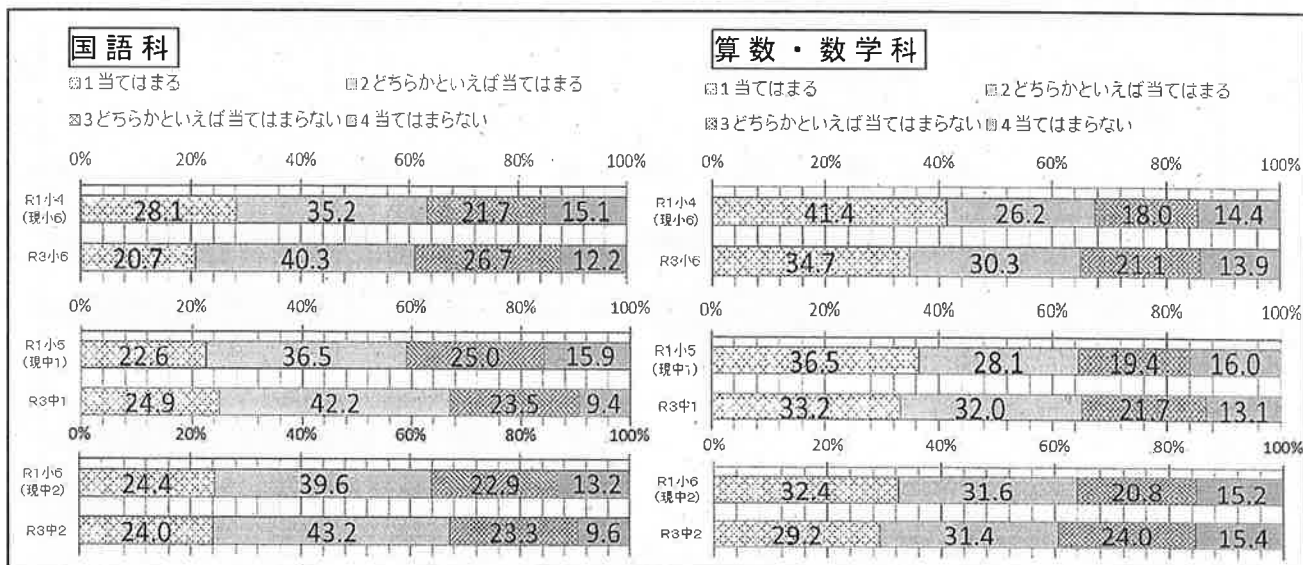 国語科
1当てはまる 2どちらかといえば当てはまる
3どちらかといえば当てはまらない 4当てはまらない
0% 20% 40% 60% 80% 100%
R1小4
(現小6)
28.1 35.2 21.7 15.1
R3小6
20.7 40.3 26.7 12.2
0% 20% 40% 60% 80% 100%
R1小5
(現中1)
22.6 36.5 25.0 15.9
R3中1
24.9 42.2 23.5 9.4
0% 20% 40% 60% 80% 100%
R1小6
(現中2)
24.4 39.6 22.9 13.2
R3中2
24.0 43.2 23.3 9.6
算数・数学科
1当てはまる 2どちらかといえば当てはまる
3どちらかといえば当てはまらない 4当てはまらない
0% 20% 40% 60% 80% 100%
R1小4
(現小6)
41.4 26.2 18.0 14.4
R3小6
34.7 30.3 21.1 13.9
0% 20% 40% 60% 80% 100%
R1小5
(現中1)
36.5 28.1 19.4 16.0
R3中1
33.2 32.0 21.7 13.1
0% 20% 40% 60% 80% 100%
R1小6
(現中2)
32.4 31.6 20.8 15.2
R3中2
29.2 31.4 24.0 15.4